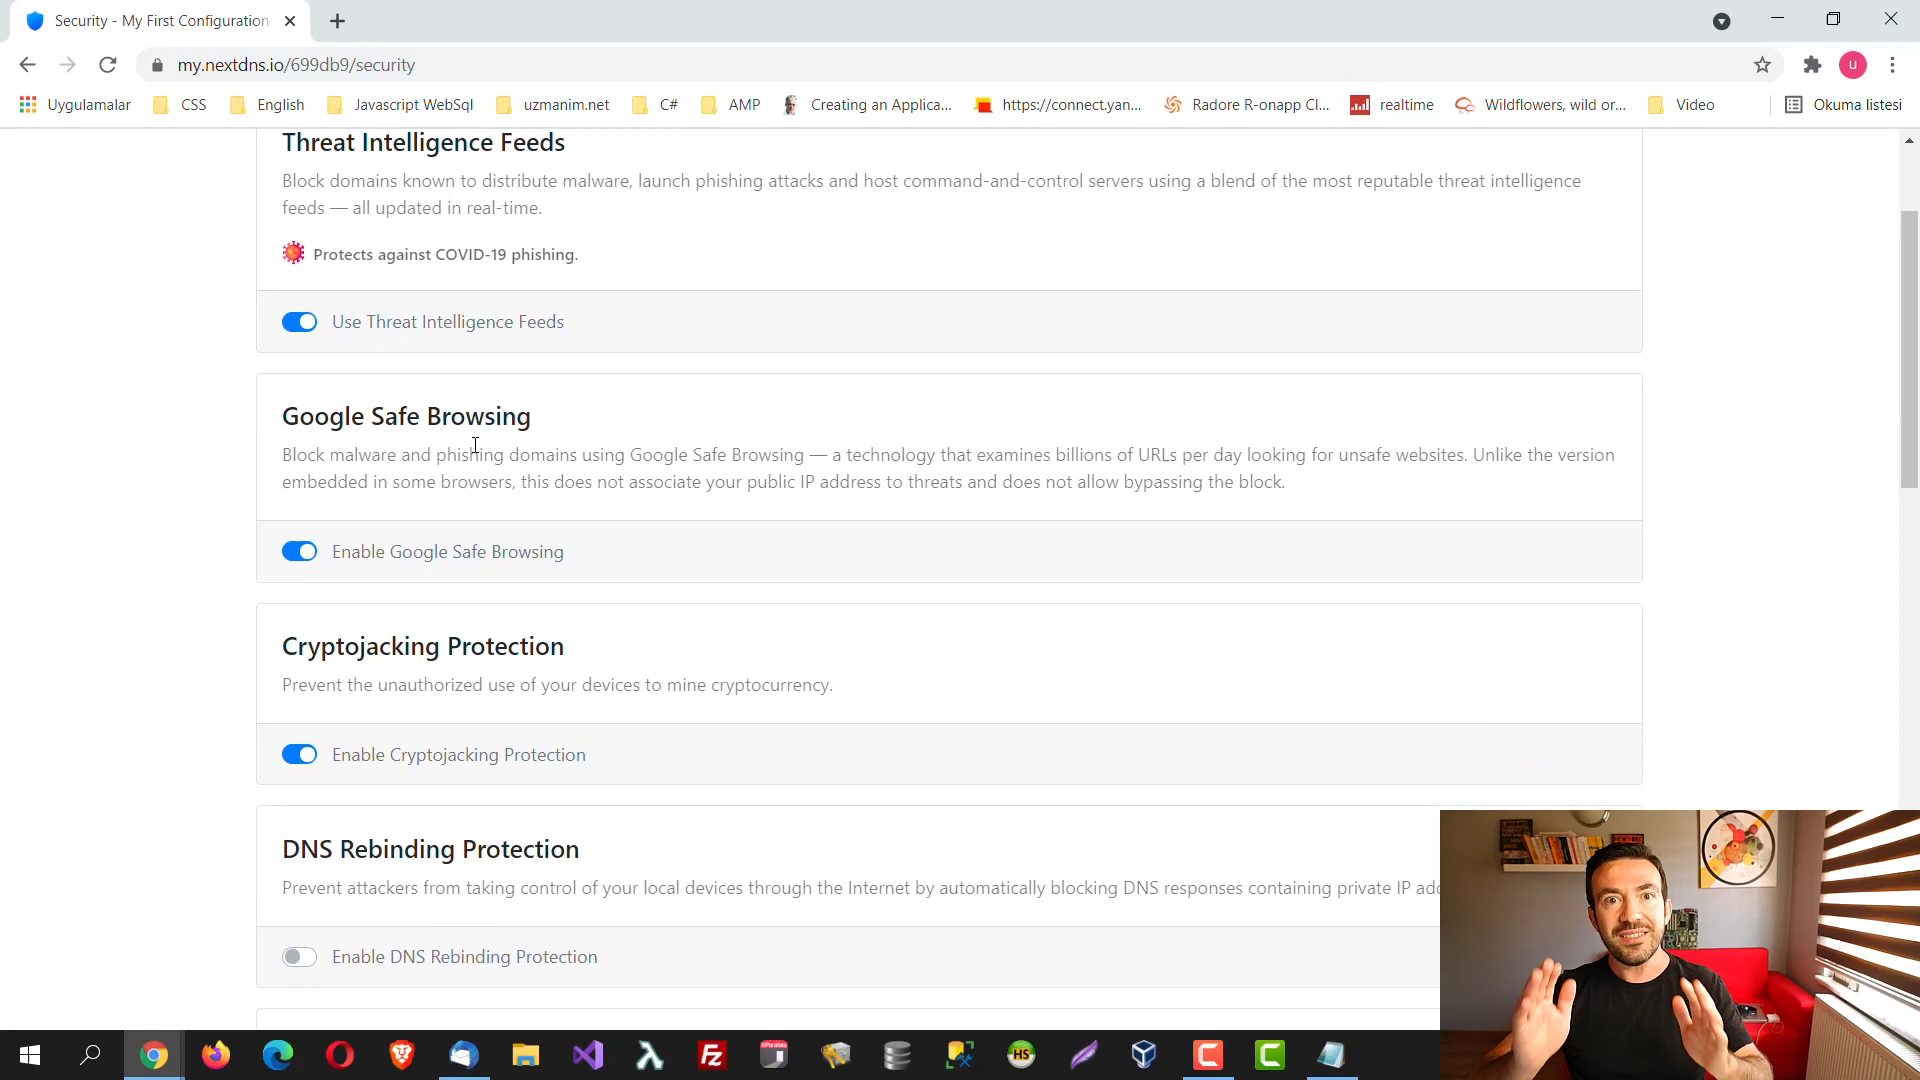 Security - My First Configuration
my.nextdns.io/699db9/security
u
Uygulamalar
CSS
English
Javascript WebSql
uzmanim.net
C#
AMP
Creating an Applica...
https://connect.yan...
Radore R-onapp Cl...
realtime
Wildflowers, wild or...
Video
Okuma listesi
Threat Intelligence Feeds
Block domains known to distribute malware, launch phishing attacks and host command-and-control servers using a blend of the most reputable threat intelligence
feeds — all updated in real-time.
Protects against COVID-19 phishing.
Use Threat Intelligence Feeds
Google Safe Browsing
Block malware and phishing domains using Google Safe Browsing — a technology that examines billions of URLs per day looking for unsafe websites. Unlike the version
embedded in some browsers, this does not associate your public IP address to threats and does not allow bypassing the block.
Enable Google Safe Browsing
Cryptojacking Protection
Prevent the unauthorized use of your devices to mine cryptocurrency.
Enable Cryptojacking Protection
DNS Rebinding Protection
Prevent attackers from taking control of your local devices through the Internet by automatically blocking DNS responses containing private IP
Enable DNS Rebinding Protection
Fz
HS